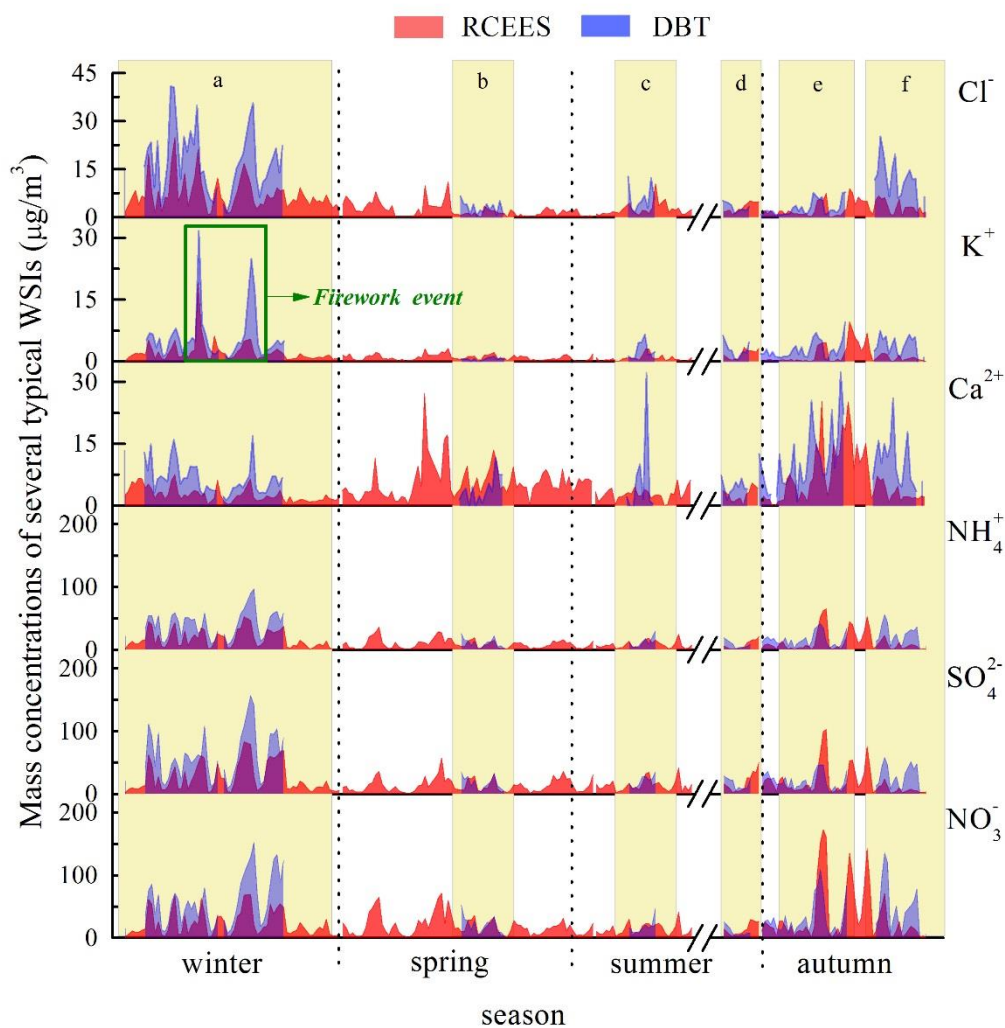 RCEES DBT
Mass concentrations of several typical WSIs (μg/m³)
a b c d e f
45
30
15
0
Cl⁻
30
15
0
K⁺
Firework event
30
15
0
Ca²⁺
200
100
0
NH₄⁺
200
100
0
SO₄²⁻
200
100
0
NO₃⁻
winter spring summer autumn
season